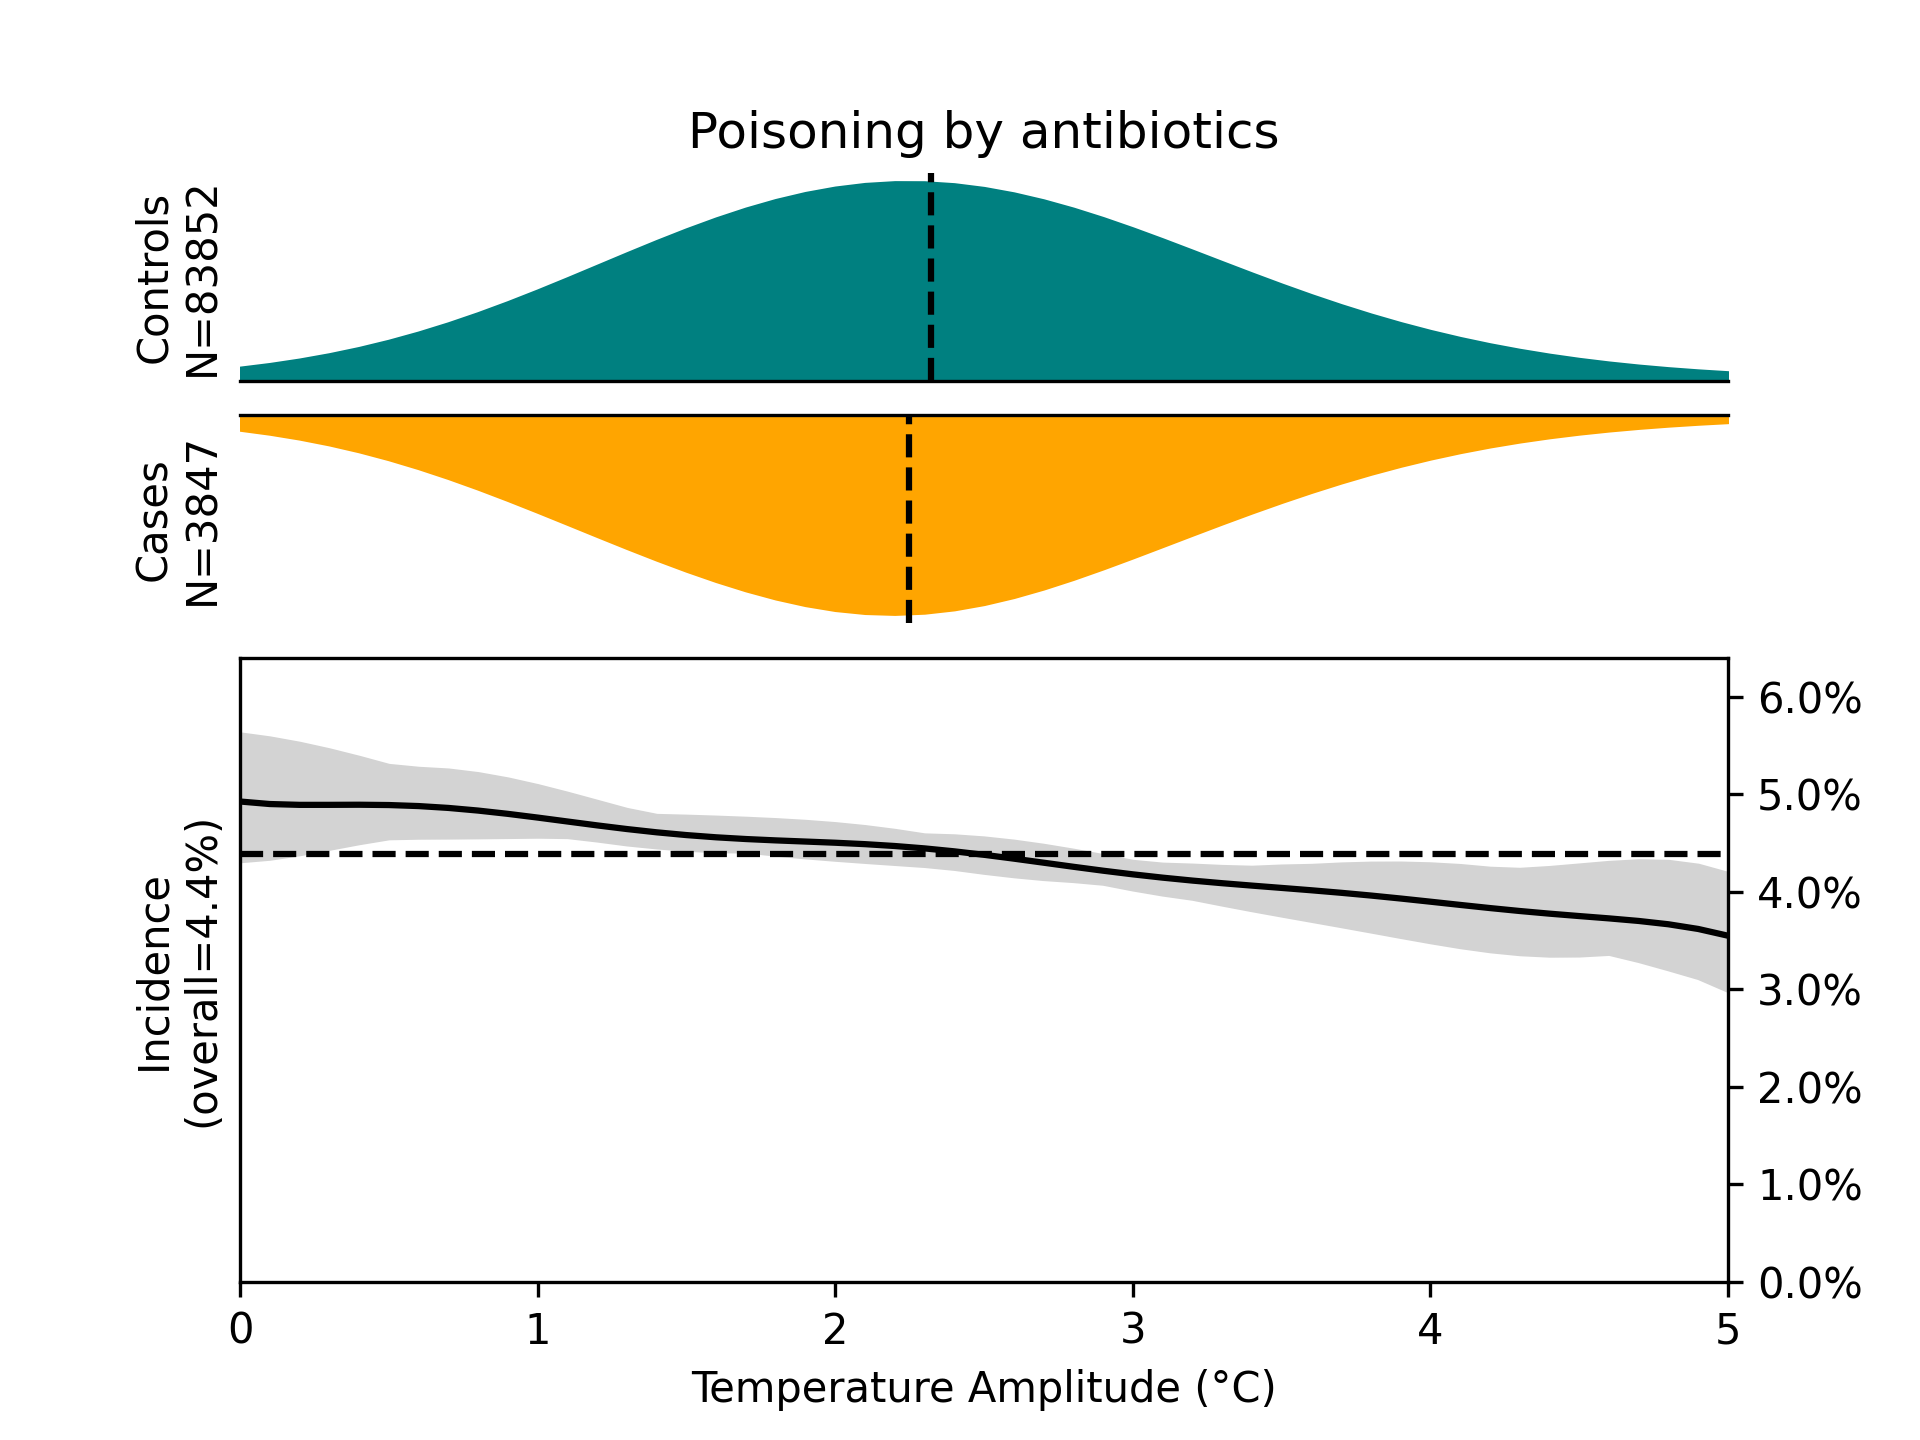 Poisoning by antibiotics
Controls
N=83852
Cases
N=3847
Incidence
(overall=4.4%)
6.0%
5.0%
4.0%
3.0%
2.0%
1.0%
0.0%
0 1 2 3 4 5
Temperature Amplitude (°C)